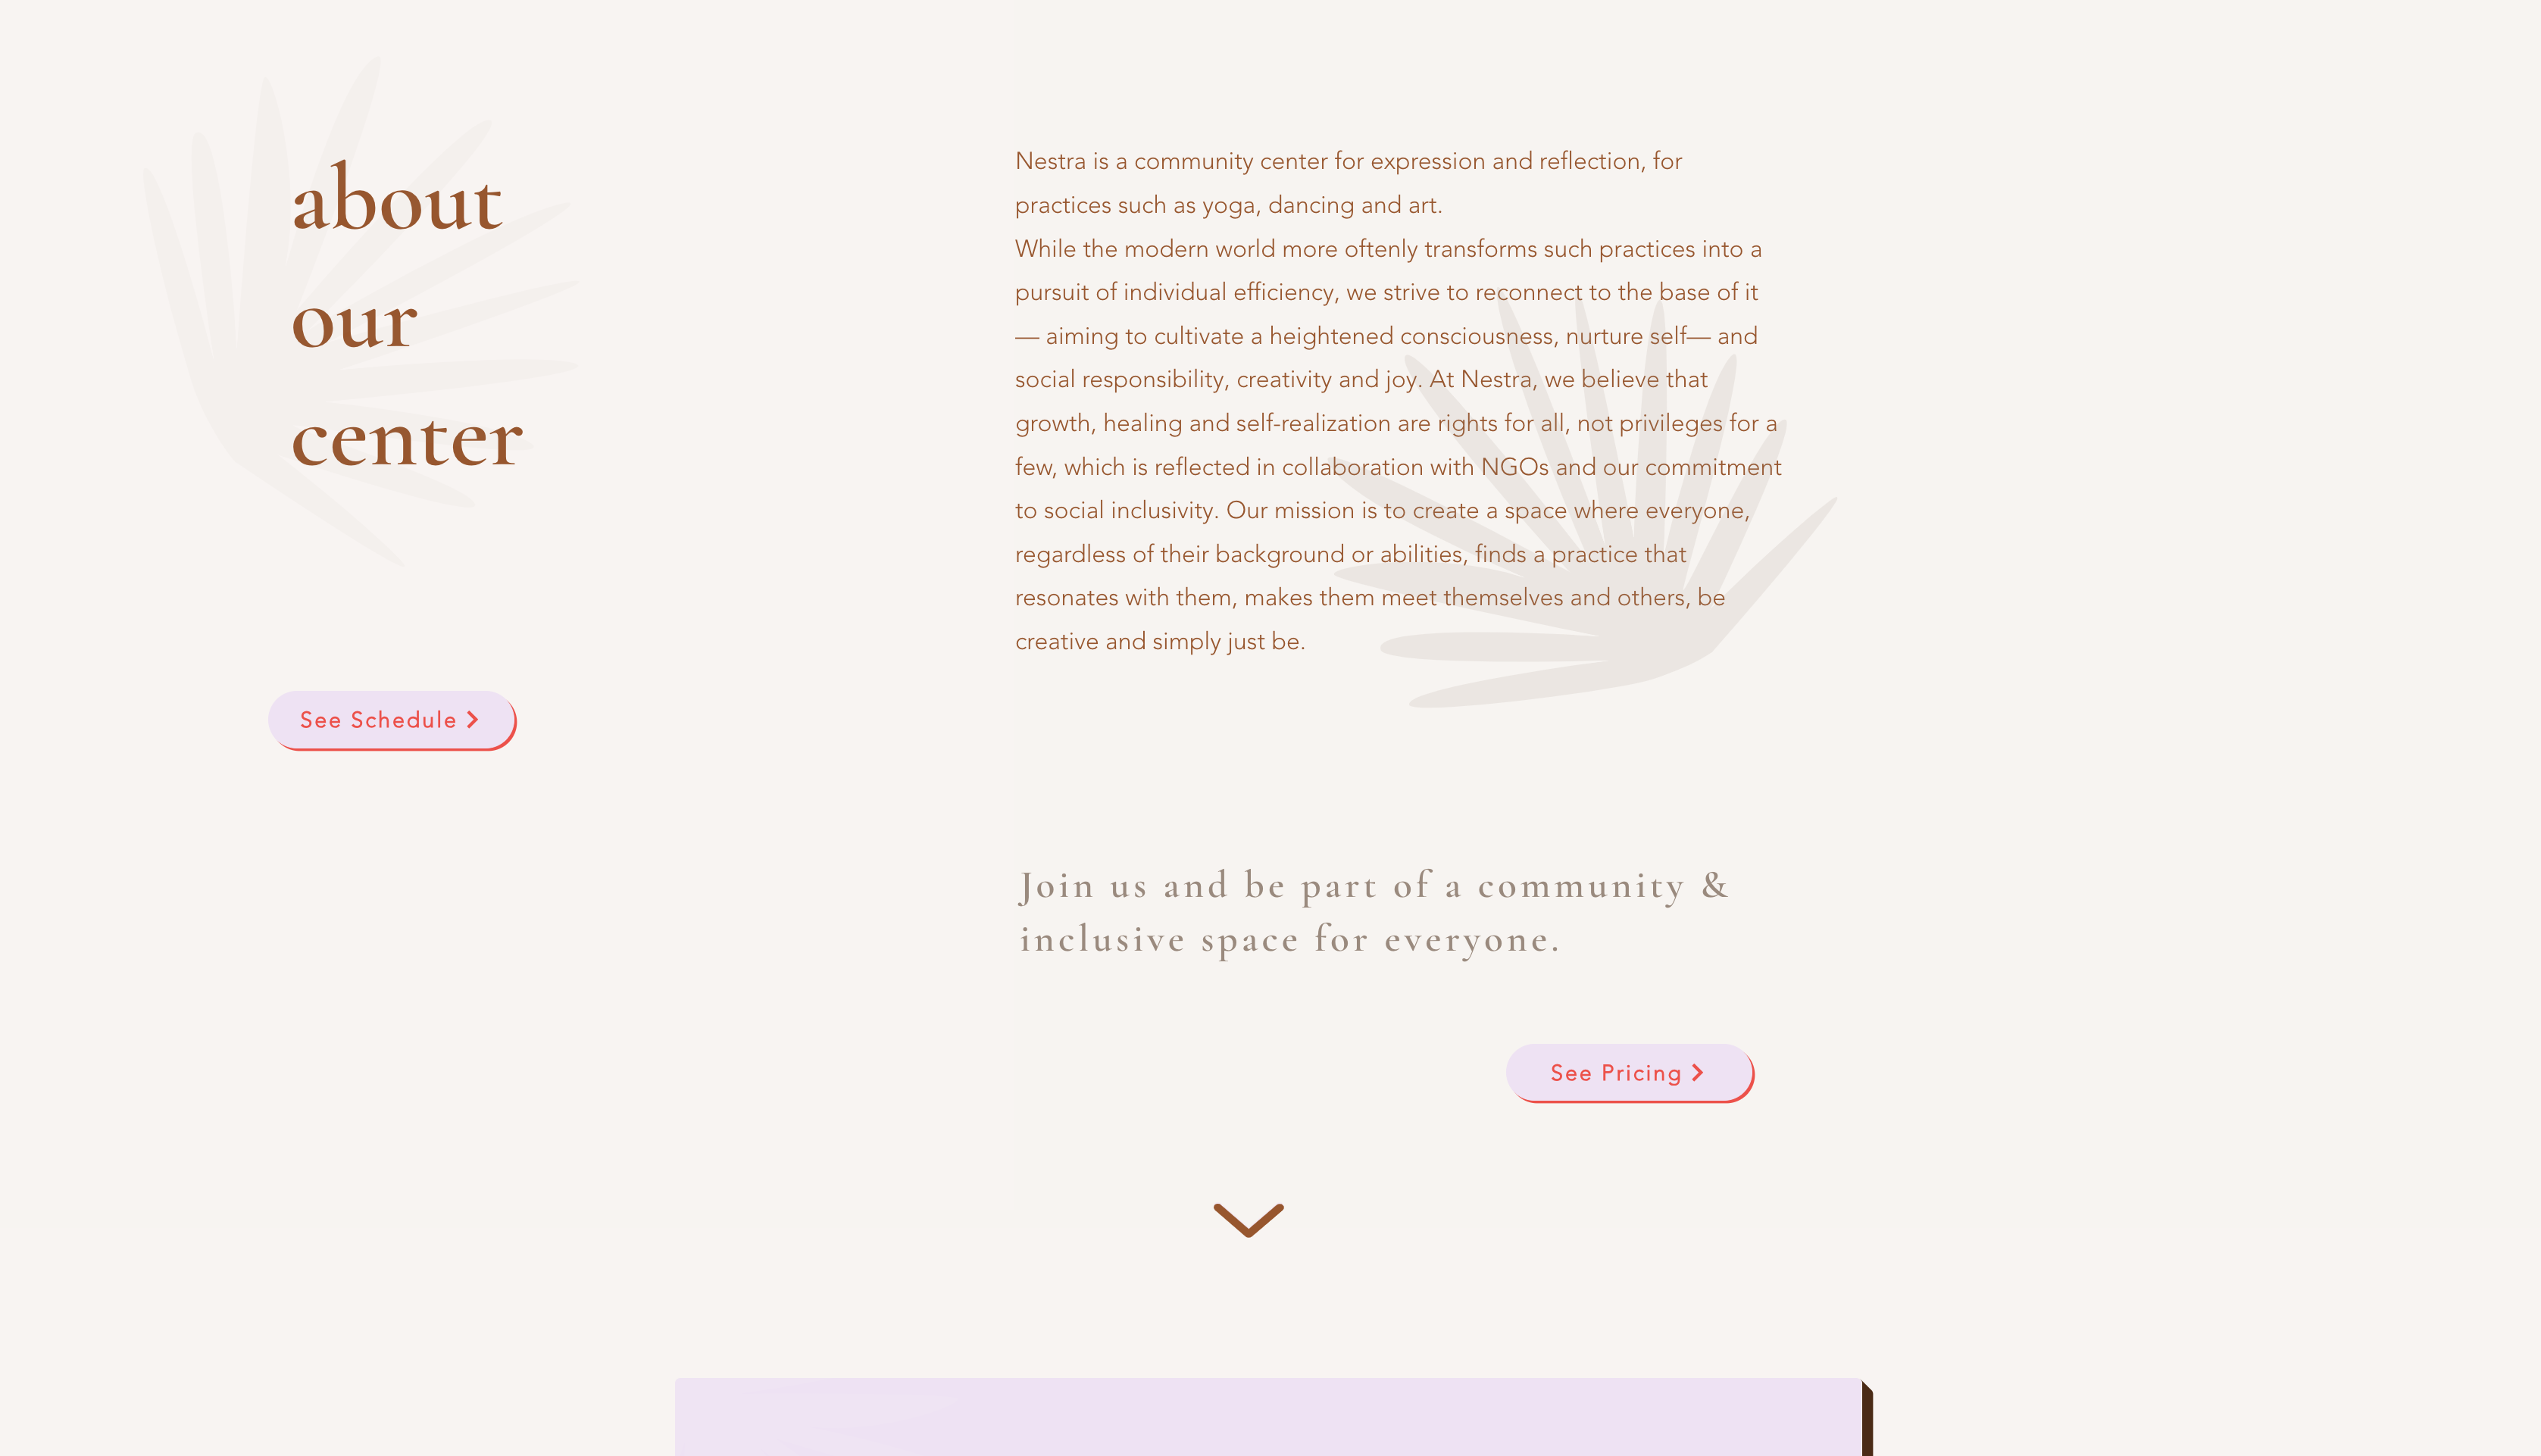 about
our
center
Nestra is a community center for expression and reflection, for
practices such as yoga, dancing and art.
While the modern world more oftenly transforms such practices into a
pursuit of individual efficiency, we strive to reconnect to the base of it
— aiming to cultivate a heightened consciousness, nurture self— and
social responsibility, creativity and joy. At Nestra, we believe that
growth, healing and self-realization are rights for all, not privileges for a
few, which is reflected in collaboration with NGOs and our commitment
to social inclusivity. Our mission is to create a space where everyone,
regardless of their background or abilities, finds a practice that
resonates with them, makes them meet themselves and others, be
creative and simply just be.
See Schedule
Join us and be part of a community &
inclusive space for everyone.
See Pricing